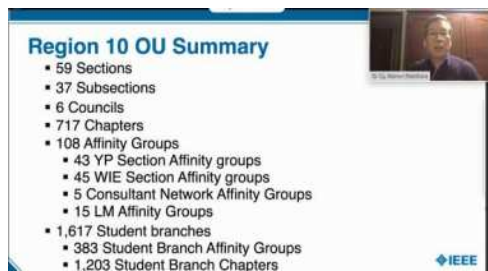 Region 10 OU Summary
▪ 59 Sections
▪ 37 Subsections
▪ 6 Councils
▪ 717 Chapters
▪ 108 Affinity Groups
▪ 43 YP Section Affinity groups
▪ 45 WIE Section Affinity groups
▪ 5 Consultant Network Affinity Groups
▪ 15 LM Affinity Groups
▪ 1,617 Student branches
▪ 383 Student Branch Affinity Groups
▪ 1,203 Student Branch Chapters
IEEE